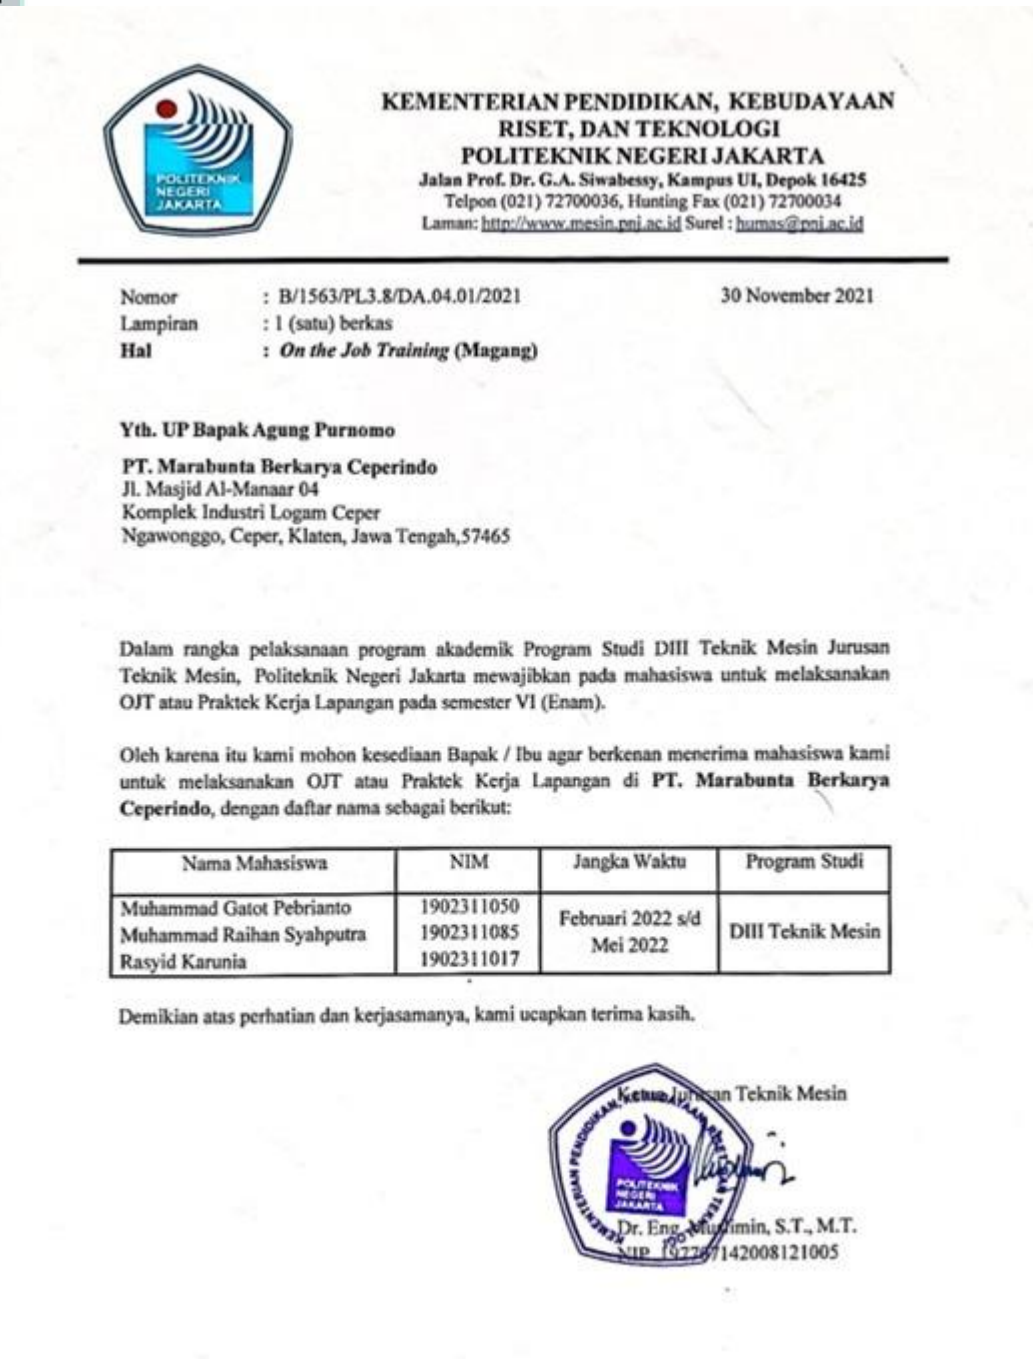 POLITEKNIK
NEGERI
JAKARTA
KEMENTERIAN PENDIDIKAN, KEBUDAYAAN
RISET, DAN TEKNOLOGI
POLITEKNIK NEGERI JAKARTA
Jalan Prof. Dr. G.A. Siwabessy, Kampus UI, Depok 16425
Telpon (021) 72700036, Hunting Fax (021) 72700034
Laman: http://www.mesin.pnj.ac.id Surel : humas@pnj.ac.id
Nomor : B/1563/PL3.8/DA.04.01/2021 30 November 2021
Lampiran : 1 (satu) berkas
Hal : On the Job Training (Magang)
Yth. UP Bapak Agung Purnomo
PT. Marabunta Berkarya Ceperindo
Jl. Masjid Al-Manaar 04
Komplek Industri Logam Ceper
Ngawonggo, Ceper, Klaten, Jawa Tengah,57465
Dalam rangka pelaksanaan program akademik Program Studi DIII Teknik Mesin Jurusan
Teknik Mesin, Politeknik Negeri Jakarta mewajibkan pada mahasiswa untuk melaksanakan
OJT atau Praktek Kerja Lapangan pada semester VI (Enam).
Oleh karena itu kami mohon kesediaan Bapak / Ibu agar berkenan menerima mahasiswa kami
untuk melaksanakan OJT atau Praktek Kerja Lapangan di PT. Marabunta Berkarya
Ceperindo, dengan daftar nama sebagai berikut:
Nama Mahasiswa NIM Jangka Waktu Program Studi
Muhammad Gatot Pebrianto 1902311050
Muhammad Raihan Syahputra 1902311085
Rasyid Karunia 1902311017
Februari 2022 s/d
Mei 2022
DIII Teknik Mesin
Demikian atas perhatian dan kerjasamanya, kami ucapkan terima kasih.
Ketua Jurusan Teknik Mesin
KEMENTERIAN PENDIDIKAN, KEBUDAYAAN, RISET, DAN TEKNOLOGI
POLITEKNIK
NEGERI
JAKARTA
Dr. Eng. Muslimin, S.T., M.T.
NIP